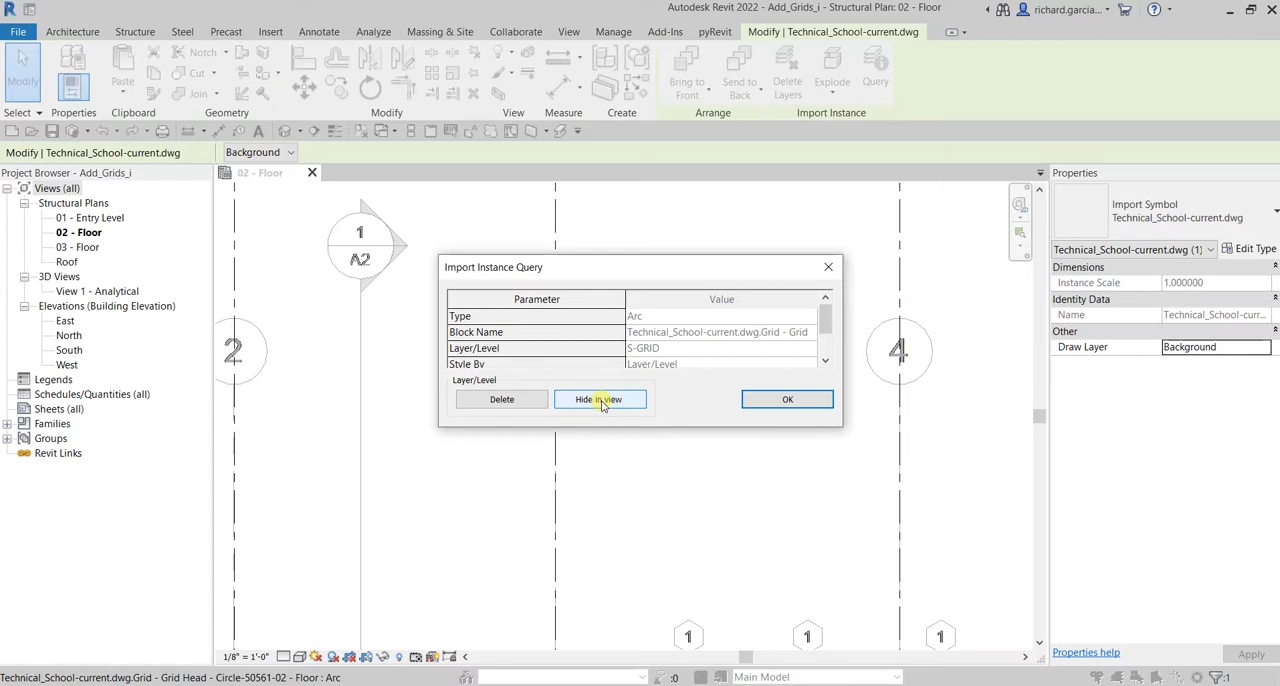 Autodesk Revit 2022 - Add_Grids_i - Structural Plan: 02 - Floor
richard.garcia...
File Architecture Structure Steel Precast Insert Annotate Analyze Massing & Site Collaborate View Manage Add-Ins pyRevit Modify | Technical_School-current.dwg
Modify Paste Notch Cut Join Bring to Front Send to Back Delete Layers Explode Query
Select Properties Clipboard Geometry Modify View Measure Create Arrange Import Instance
Modify | Technical_School-current.dwg Background
Project Browser - Add_Grids_i
02 - Floor
Properties
Views (all)
Structural Plans
01 - Entry Level
02 - Floor
03 - Floor
Roof
3D Views
View 1 - Analytical
Elevations (Building Elevation)
East
North
South
West
Legends
Schedules/Quantities (all)
Sheets (all)
Families
Groups
Revit Links
1
A2
2
4
1
1
1
Import Instance Query
Parameter Value
Type Arc
Block Name Technical_School-current.dwg.Grid - Grid
Layer/Level S-GRID
Style By Layer/Level
Layer/Level
Delete Hide in view OK
Import Symbol
Technical_School-current.dwg
Technical_School-current.dwg (1) Edit Type
Dimensions
Instance Scale 1.000000
Identity Data
Name Technical_School-curr...
Other
Draw Layer Background
Properties help Apply
1/8" = 1'-0"
Technical_School-current.dwg.Grid - Grid Head - Circle-50561-02 - Floor : Arc
:0
Main Model
:1